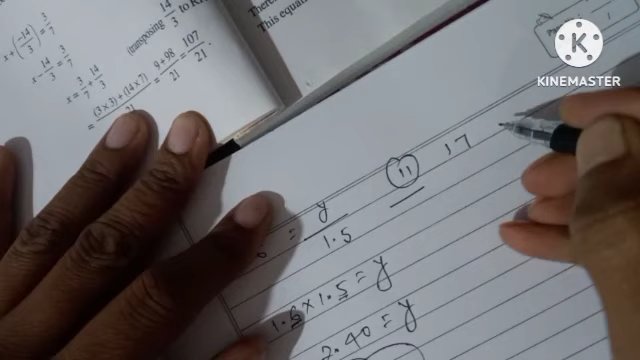 x + (-14/3) = 3/7
x - 14/3 = 3/7
(transposing 14/3 to R
x = 3/7 + 14/3
= (3 × 3) + (14 × 7) / 21 = 9 + 98 / 21 = 107 / 21.
This equat
KINEMASTER
(11) 17
= y / 1.5
1.6 × 1.5 = y
2.40 = y